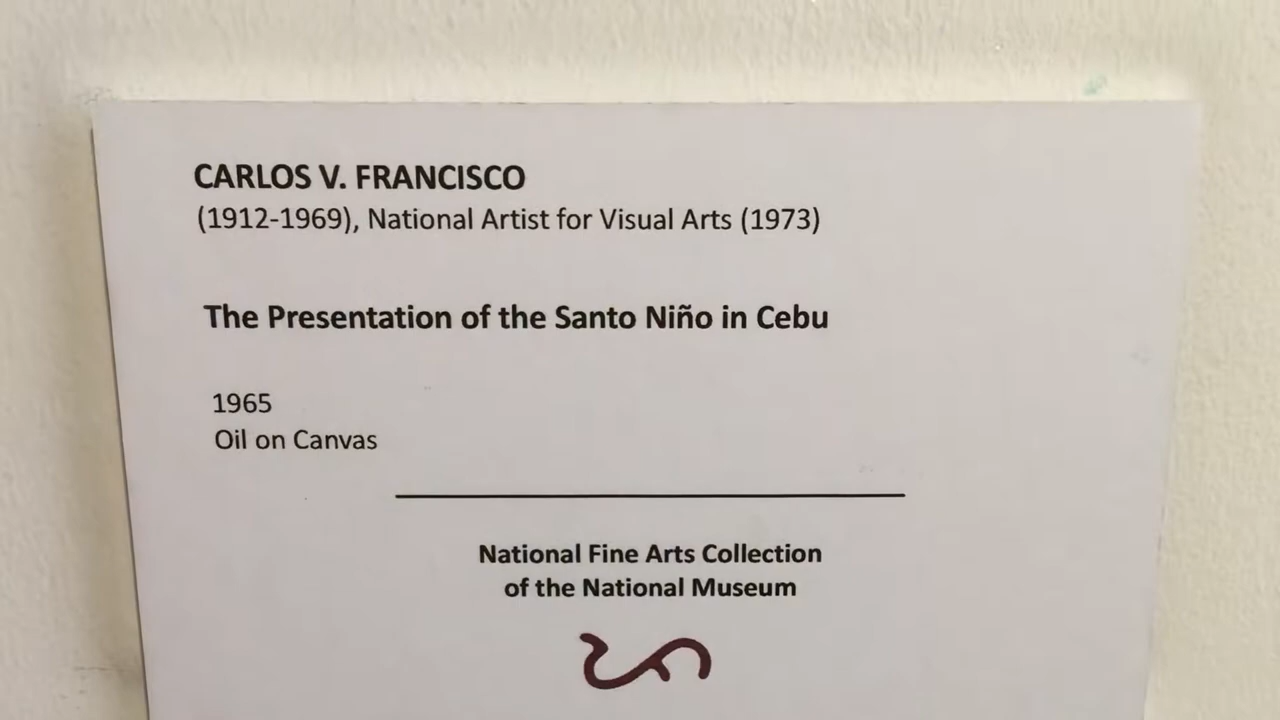 CARLOS V. FRANCISCO
(1912-1969), National Artist for Visual Arts (1973)
The Presentation of the Santo Niño in Cebu
1965
Oil on Canvas
National Fine Arts Collection
of the National Museum